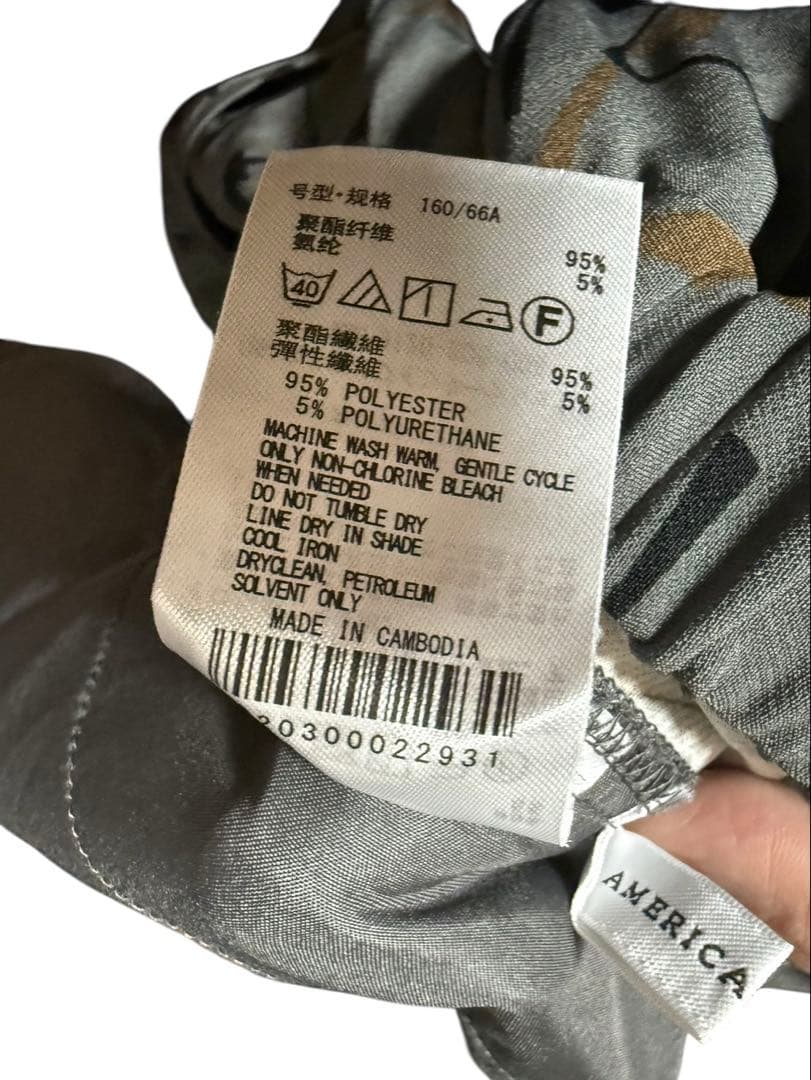 号型·规格 160/66A
聚酯纤维 95%
氨纶 5%
40 F
聚酯纖維 95%
彈性纖維 5%
95% POLYESTER
5% POLYURETHANE
MACHINE WASH WARM, GENTLE CYCLE
ONLY NON-CHLORINE BLEACH
WHEN NEEDED
DO NOT TUMBLE DRY
LINE DRY IN SHADE
COOL IRON
DRYCLEAN, PETROLEUM
SOLVENT ONLY
MADE IN CAMBODIA
20300022931
AMERICA